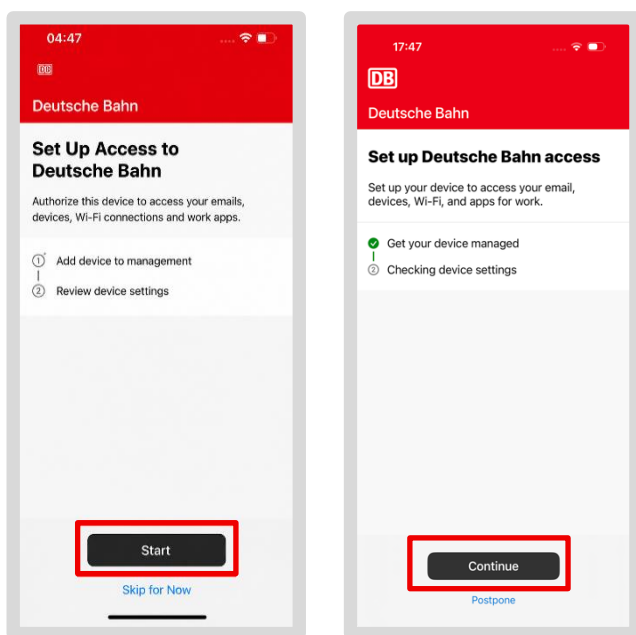 04:47
DB
Deutsche Bahn
Set Up Access to
Deutsche Bahn
Authorize this device to access your emails,
devices, Wi-Fi connections and work apps.
1 Add device to management
2 Review device settings
Start
Skip for Now
17:47
DB
Deutsche Bahn
Set up Deutsche Bahn access
Set up your device to access your email,
devices, Wi-Fi, and apps for work.
Get your device managed
2 Checking device settings
Continue
Postpone